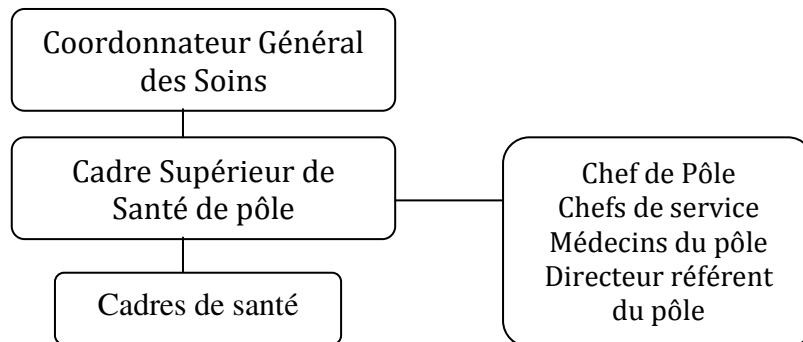 Coordonnateur Général
des Soins
Cadre Supérieur de
Santé de pôle
Cadres de santé
Chef de Pôle
Chefs de service
Médecins du pôle
Directeur référent
du pôle